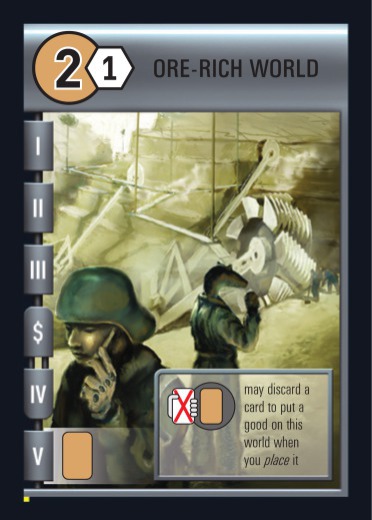 2 1 ORE-RICH WORLD
I
II
III
$
IV
may discard a
card to put a
good on this
world when
you place it
V